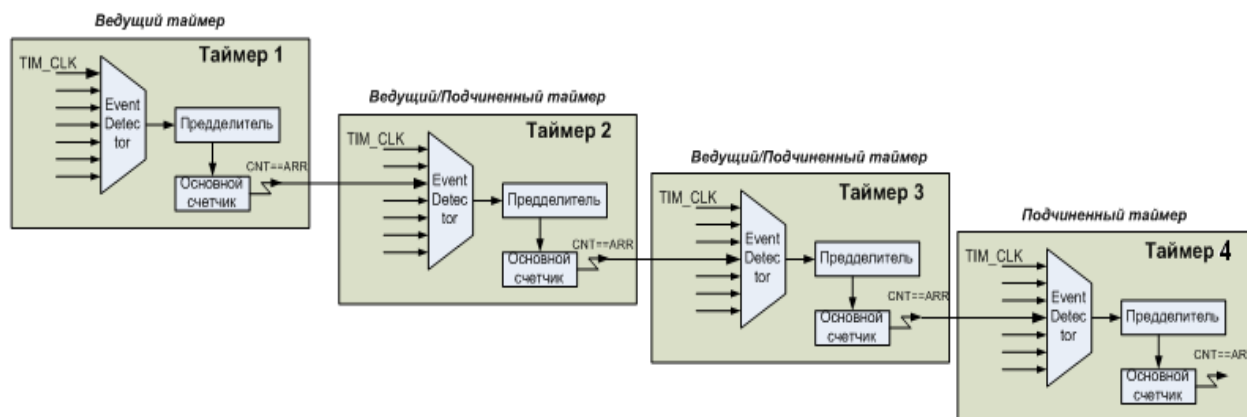 Ведущий таймер
Таймер 1
TIM_CLK
Event
Detec
tor
Предделитель
Основной
счетчик
CNT==ARR
Ведущий/Подчиненный таймер
Таймер 2
TIM_CLK
Event
Detec
tor
Предделитель
Основной
счетчик
CNT==ARR
Ведущий/Подчиненный таймер
Таймер 3
TIM_CLK
Event
Detec
tor
Предделитель
Основной
счетчик
CNT==ARR
Подчиненный таймер
Таймер 4
TIM_CLK
Event
Detec
tor
Предделитель
Основной
счетчик
CNT==AR